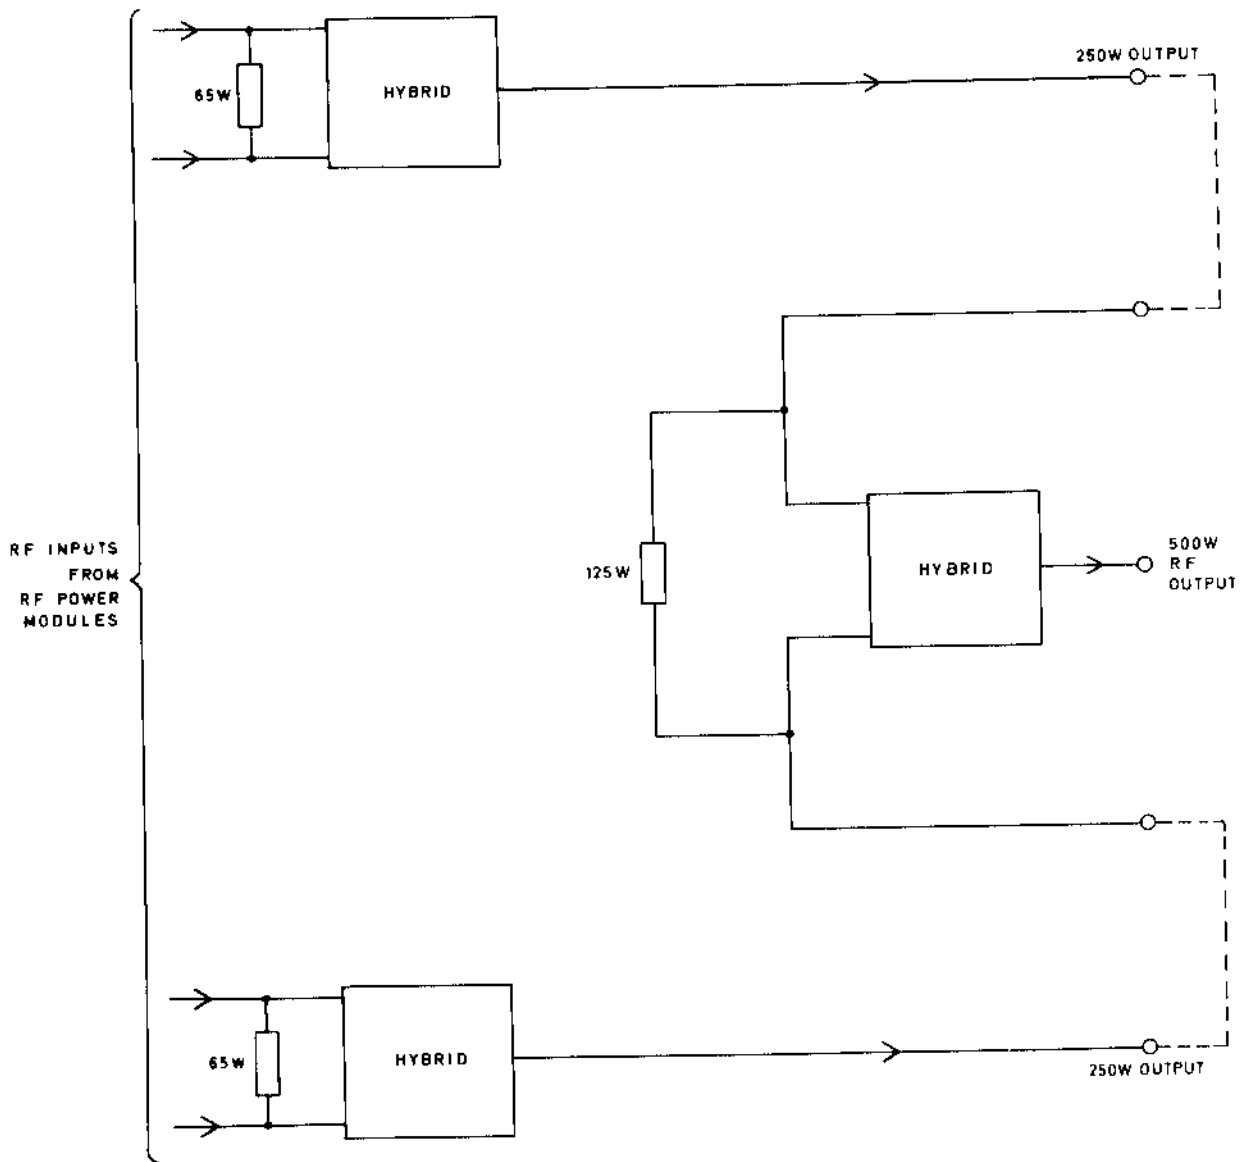 250W OUTPUT
65W
HYBRID
RF INPUTS
FROM
RF POWER
MODULES
125W
HYBRID
500W
RF
OUTPUT
65W
HYBRID
250W OUTPUT